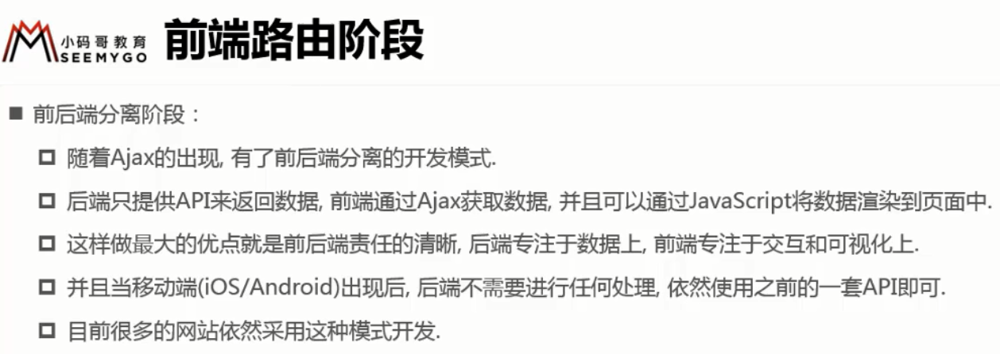 小码哥教育
SEEMYGO
前端路由阶段
前后端分离阶段：
随着Ajax的出现, 有了前后端分离的开发模式.
后端只提供API来返回数据, 前端通过Ajax获取数据, 并且可以通过JavaScript将数据渲染到页面中.
这样做最大的优点就是前后端责任的清晰, 后端专注于数据上, 前端专注于交互和可视化上.
并且当移动端(iOS/Android)出现后, 后端不需要进行任何处理, 依然使用之前的一套API即可.
目前很多的网站依然采用这种模式开发.